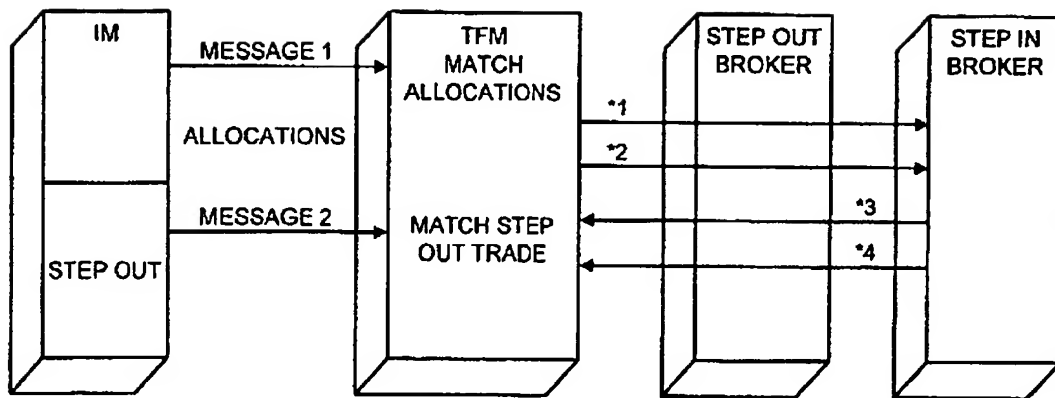 IM
MESSAGE 1
ALLOCATIONS
MESSAGE 2
STEP OUT
TFM
MATCH
ALLOCATIONS
MATCH STEP
OUT TRADE
STEP OUT
BROKER
STEP IN
BROKER
*1
*2
*3
*4